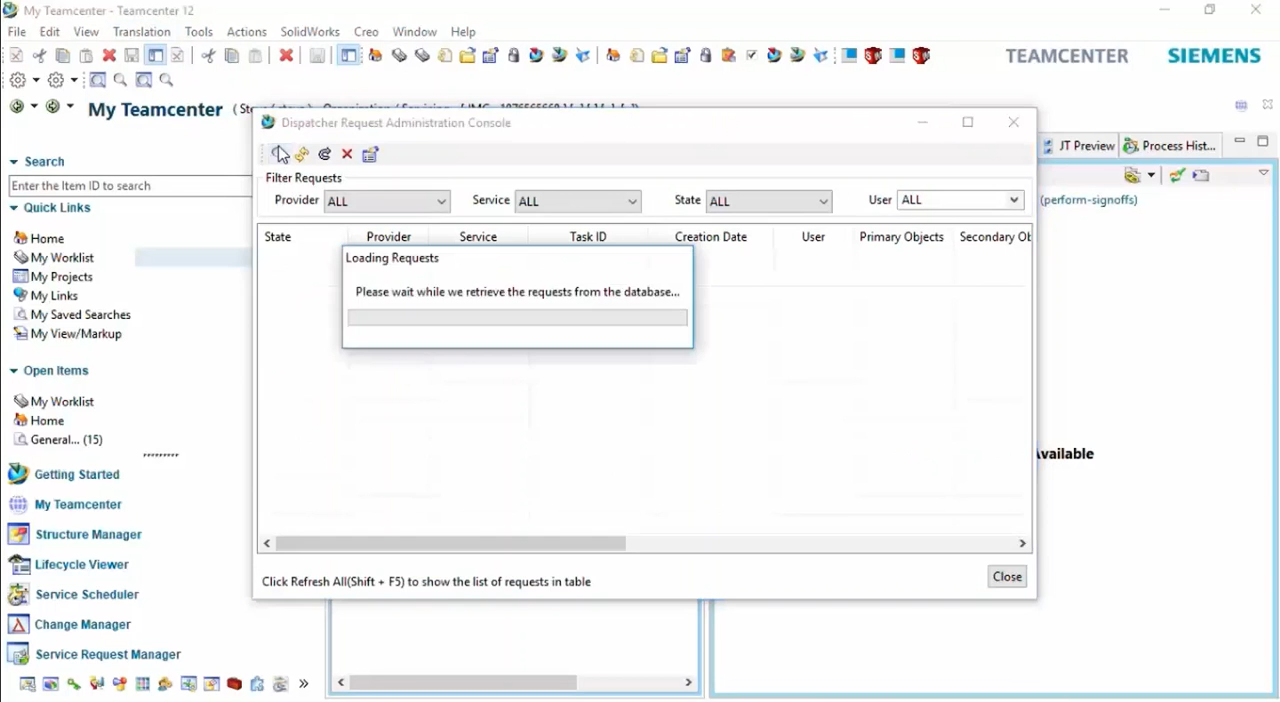 My Teamcenter - Teamcenter 12
File Edit View Translation Tools Actions SolidWorks Creo Window Help
TEAMCENTER SIEMENS
My Teamcenter
Dispatcher Request Administration Console
JT Preview
Process Hist...
Search
Enter the Item ID to search
Filter Requests
Provider ALL Service ALL State ALL User ALL
(perform-signoffs)
Quick Links
State Provider Service Task ID Creation Date User Primary Objects Secondary Ob
Home
My Worklist
My Projects
My Links
My Saved Searches
My View/Markup
Loading Requests
Please wait while we retrieve the requests from the database...
Open Items
My Worklist
Home
General... (15)
Available
Getting Started
My Teamcenter
Structure Manager
Lifecycle Viewer
Service Scheduler
Change Manager
Service Request Manager
Click Refresh All(Shift + F5) to show the list of requests in table
Close